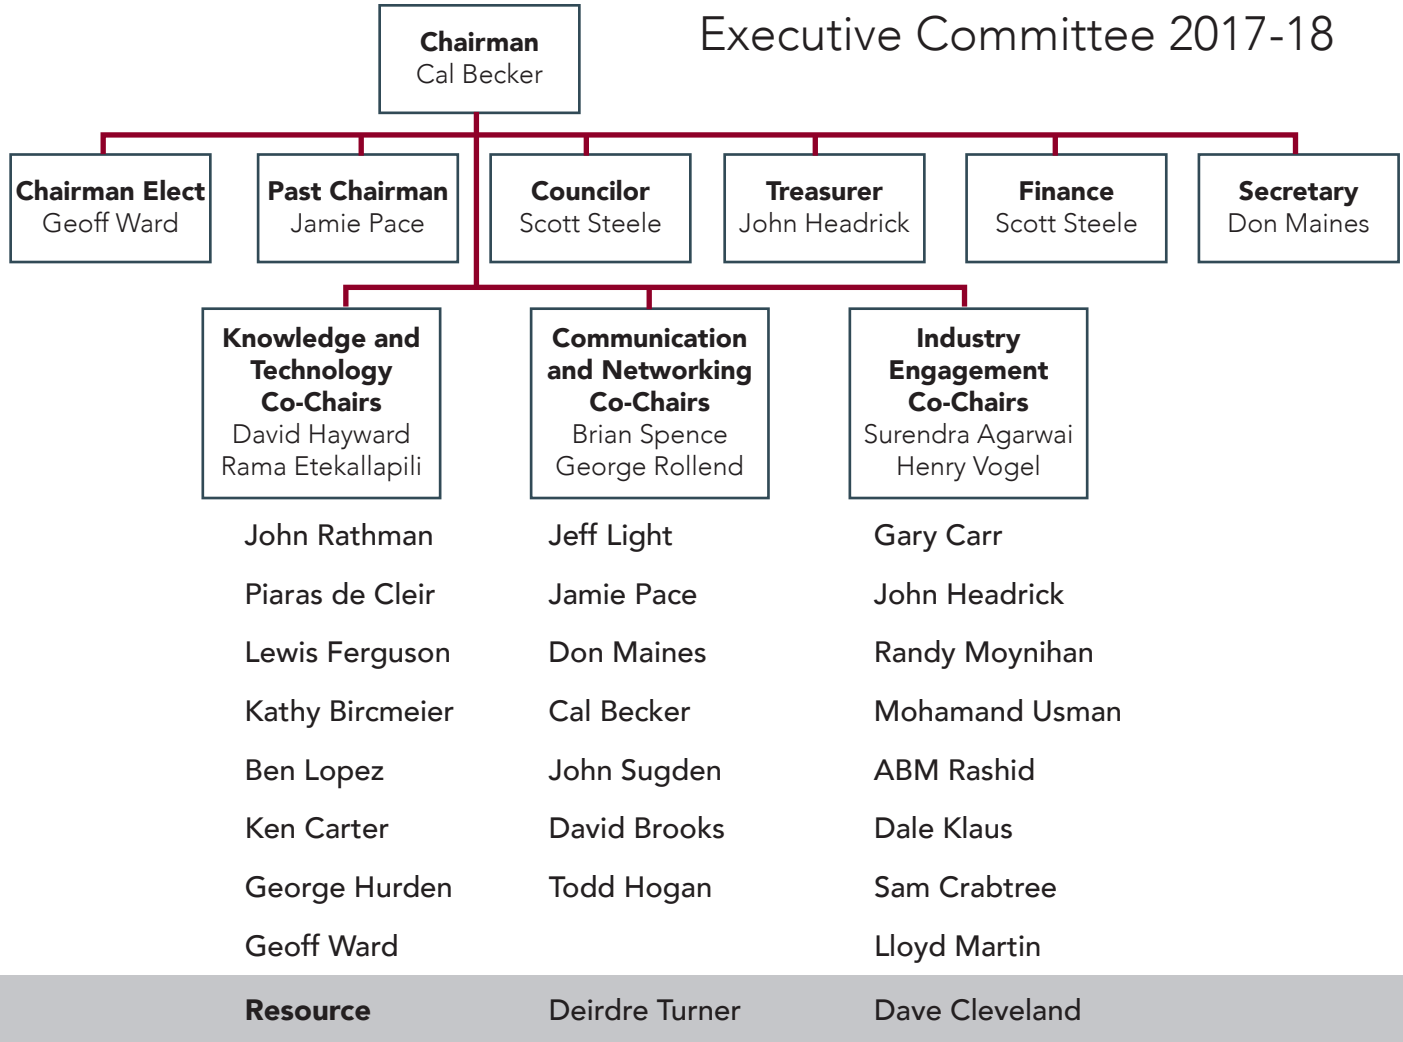 Executive Committee 2017-18
Chairman
Cal Becker
Chairman Elect
Geoff Ward
Past Chairman
Jamie Pace
Councilor
Scott Steele
Treasurer
John Headrick
Finance
Scott Steele
Secretary
Don Maines
Knowledge and
Technology
Co-Chairs
David Hayward
Rama Etekallapili
Communication
and Networking
Co-Chairs
Brian Spence
George Rollend
Industry
Engagement
Co-Chairs
Surendra Agarwai
Henry Vogel
John Rathman
Piaras de Cleir
Lewis Ferguson
Kathy Bircmeier
Ben Lopez
Ken Carter
George Hurden
Geoff Ward
Jeff Light
Jamie Pace
Don Maines
Cal Becker
John Sugden
David Brooks
Todd Hogan
Gary Carr
John Headrick
Randy Moynihan
Mohamand Usman
ABM Rashid
Dale Klaus
Sam Crabtree
Lloyd Martin
Resource
Deirdre Turner
Dave Cleveland